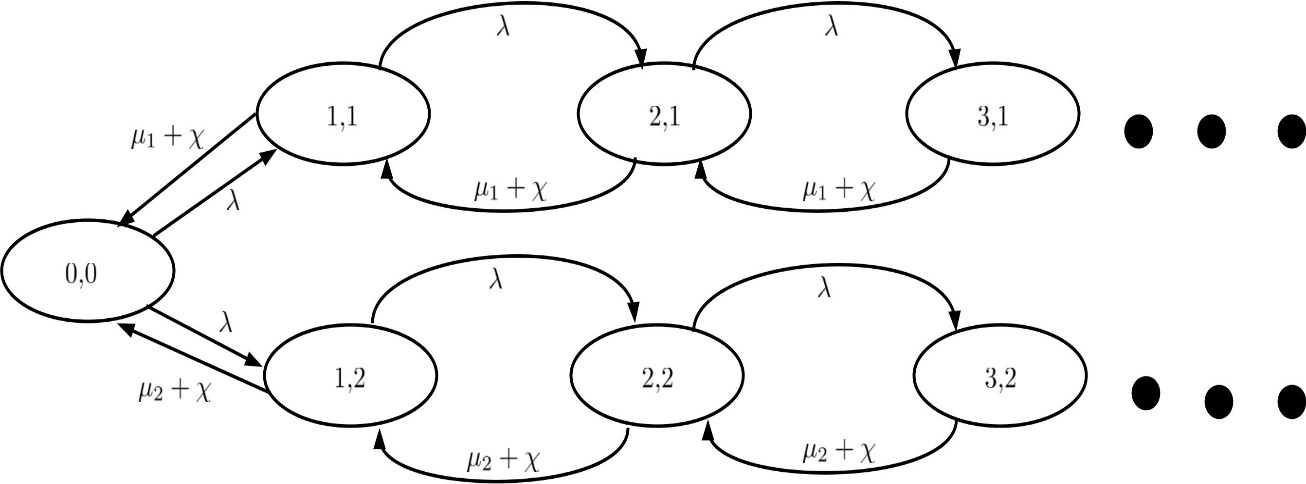 λ λ
1,1 2,1 3,1
μ₁ + χ
λ
μ₁ + χ μ₁ + χ
0,0
λ λ
λ
1,2 2,2 3,2
μ₂ + χ
μ₂ + χ μ₂ + χ